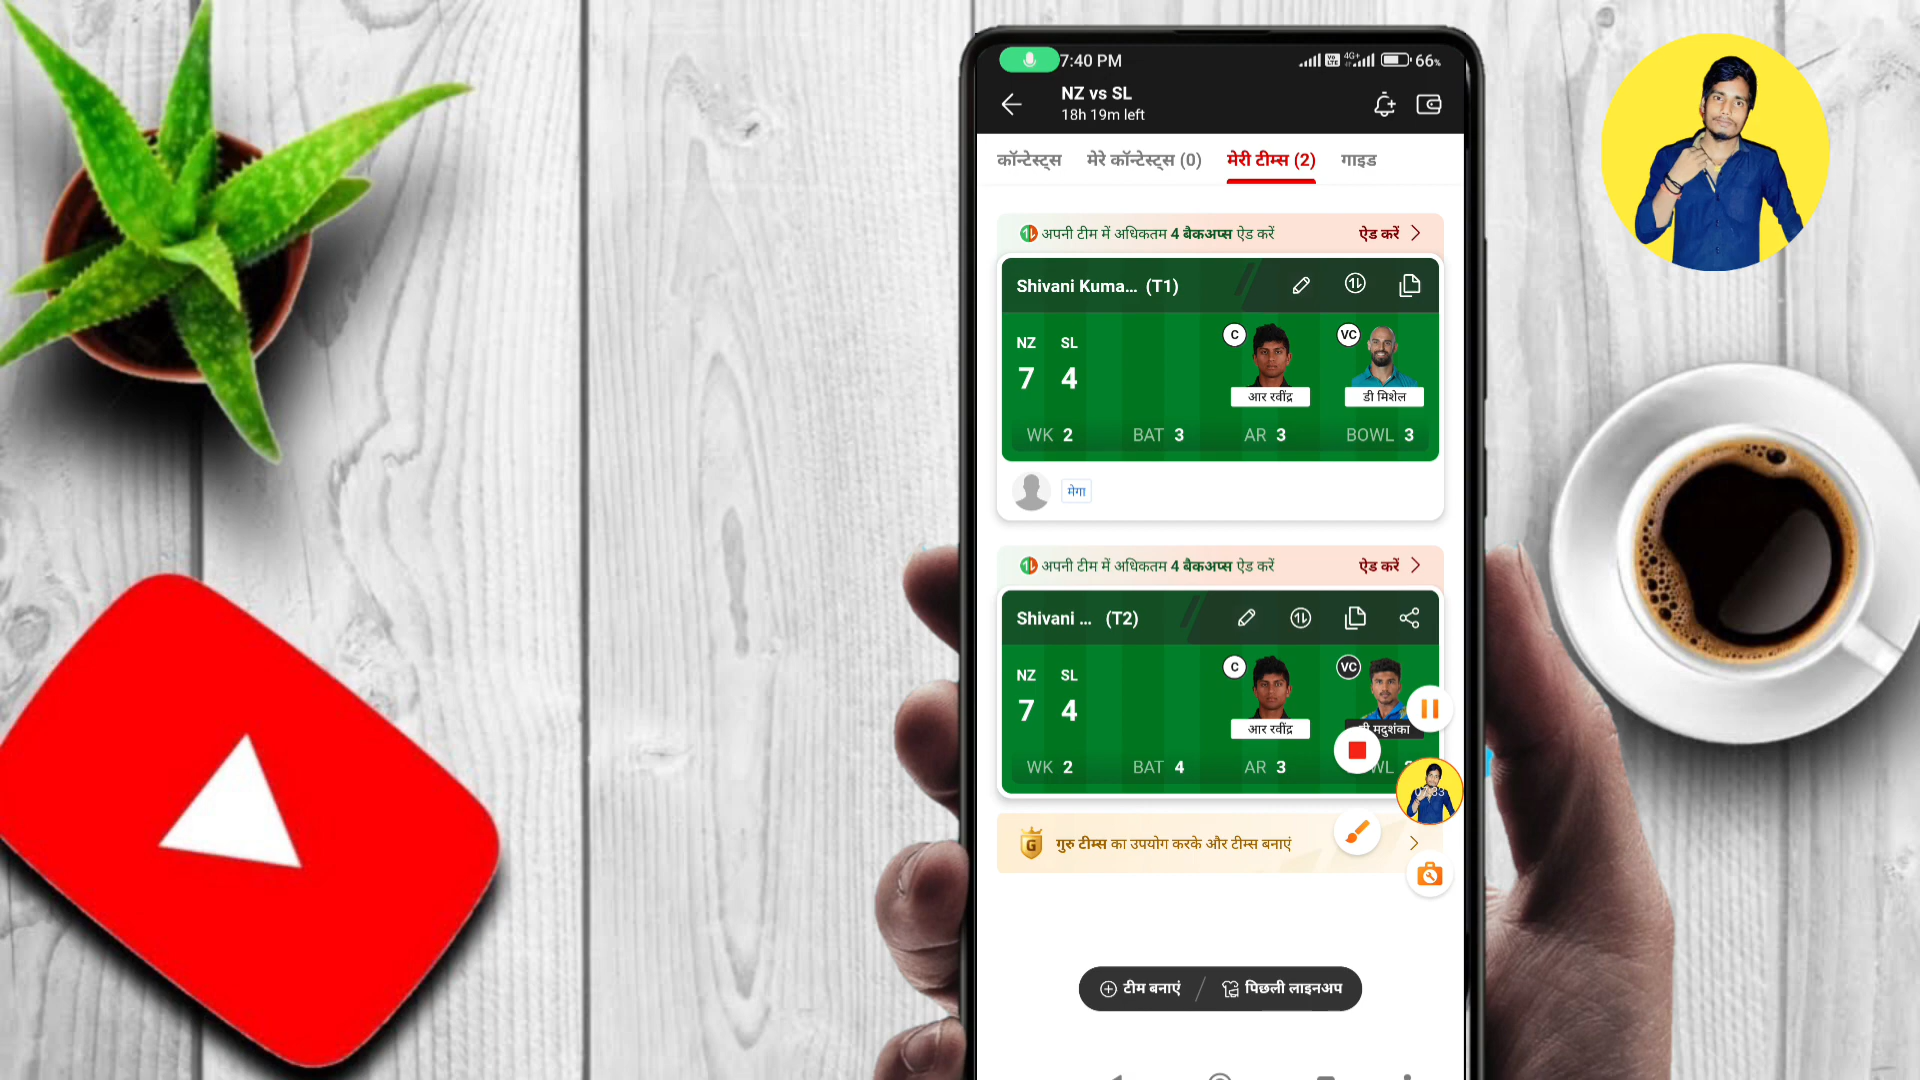 7:40 PM
4G+
66%
NZ vs SL
18h 19m left
कॉन्टेस्ट्स मेरे कॉन्टेस्ट्स (0) मेरी टीम्स (2) गाइड
अपनी टीम में अधिकतम 4 बैकअप्स ऐड करें ऐड करें
Shivani Kuma... (T1)
C VC
NZ SL
7 4
आर रवींद्र डी मिशेल
WK 2 BAT 3 AR 3 BOWL 3
मेगा
अपनी टीम में अधिकतम 4 बैकअप्स ऐड करें ऐड करें
Shivani ... (T2)
C VC
NZ SL
7 4
आर रवींद्र मदुशंका
WK 2 BAT 4 AR 3
07:33
G गुरु टीम्स का उपयोग करके और टीम्स बनाएं
टीम बनाएं / पिछली लाइनअप